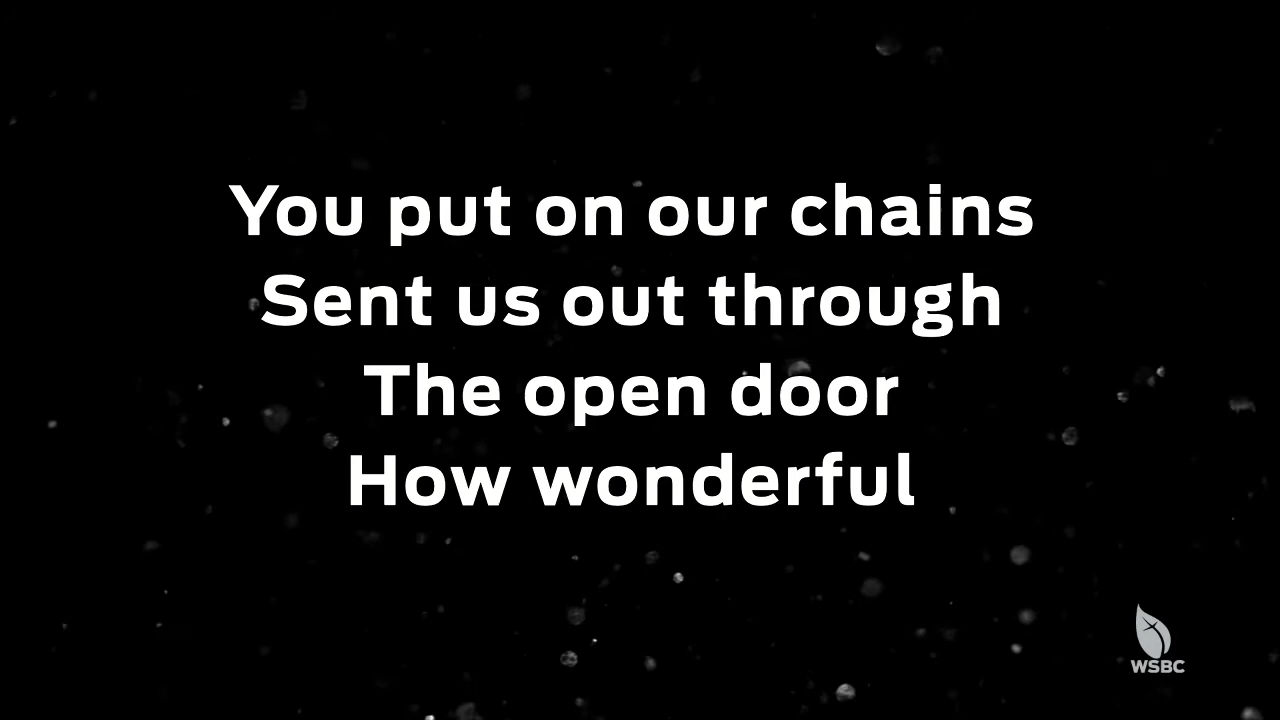 You put on our chains
Sent us out through
The open door
How wonderful
WSBC